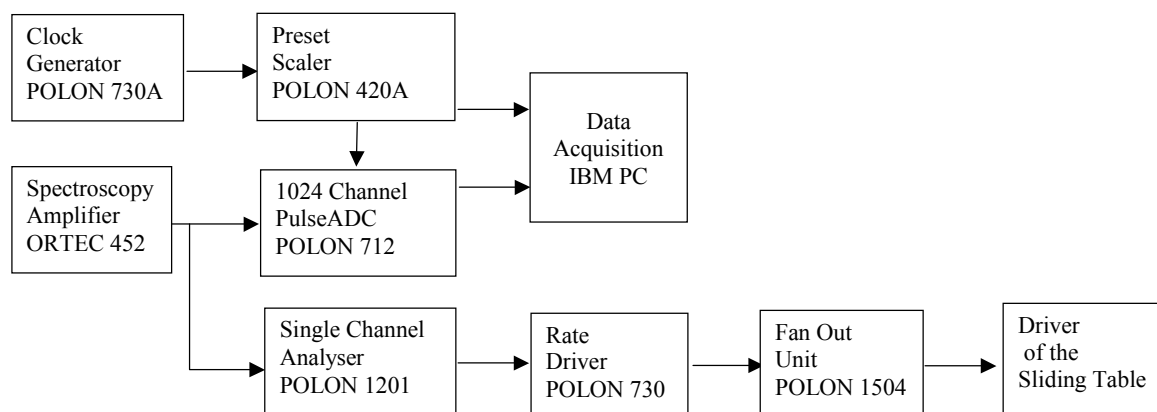 Clock
Generator
POLON 730A
Preset
Scaler
POLON 420A
Data
Acquisition
IBM PC
Spectroscopy
Amplifier
ORTEC 452
1024 Channel
PulseADC
POLON 712
Single Channel
Analyser
POLON 1201
Rate
Driver
POLON 730
Fan Out
Unit
POLON 1504
Driver
of the
Sliding Table